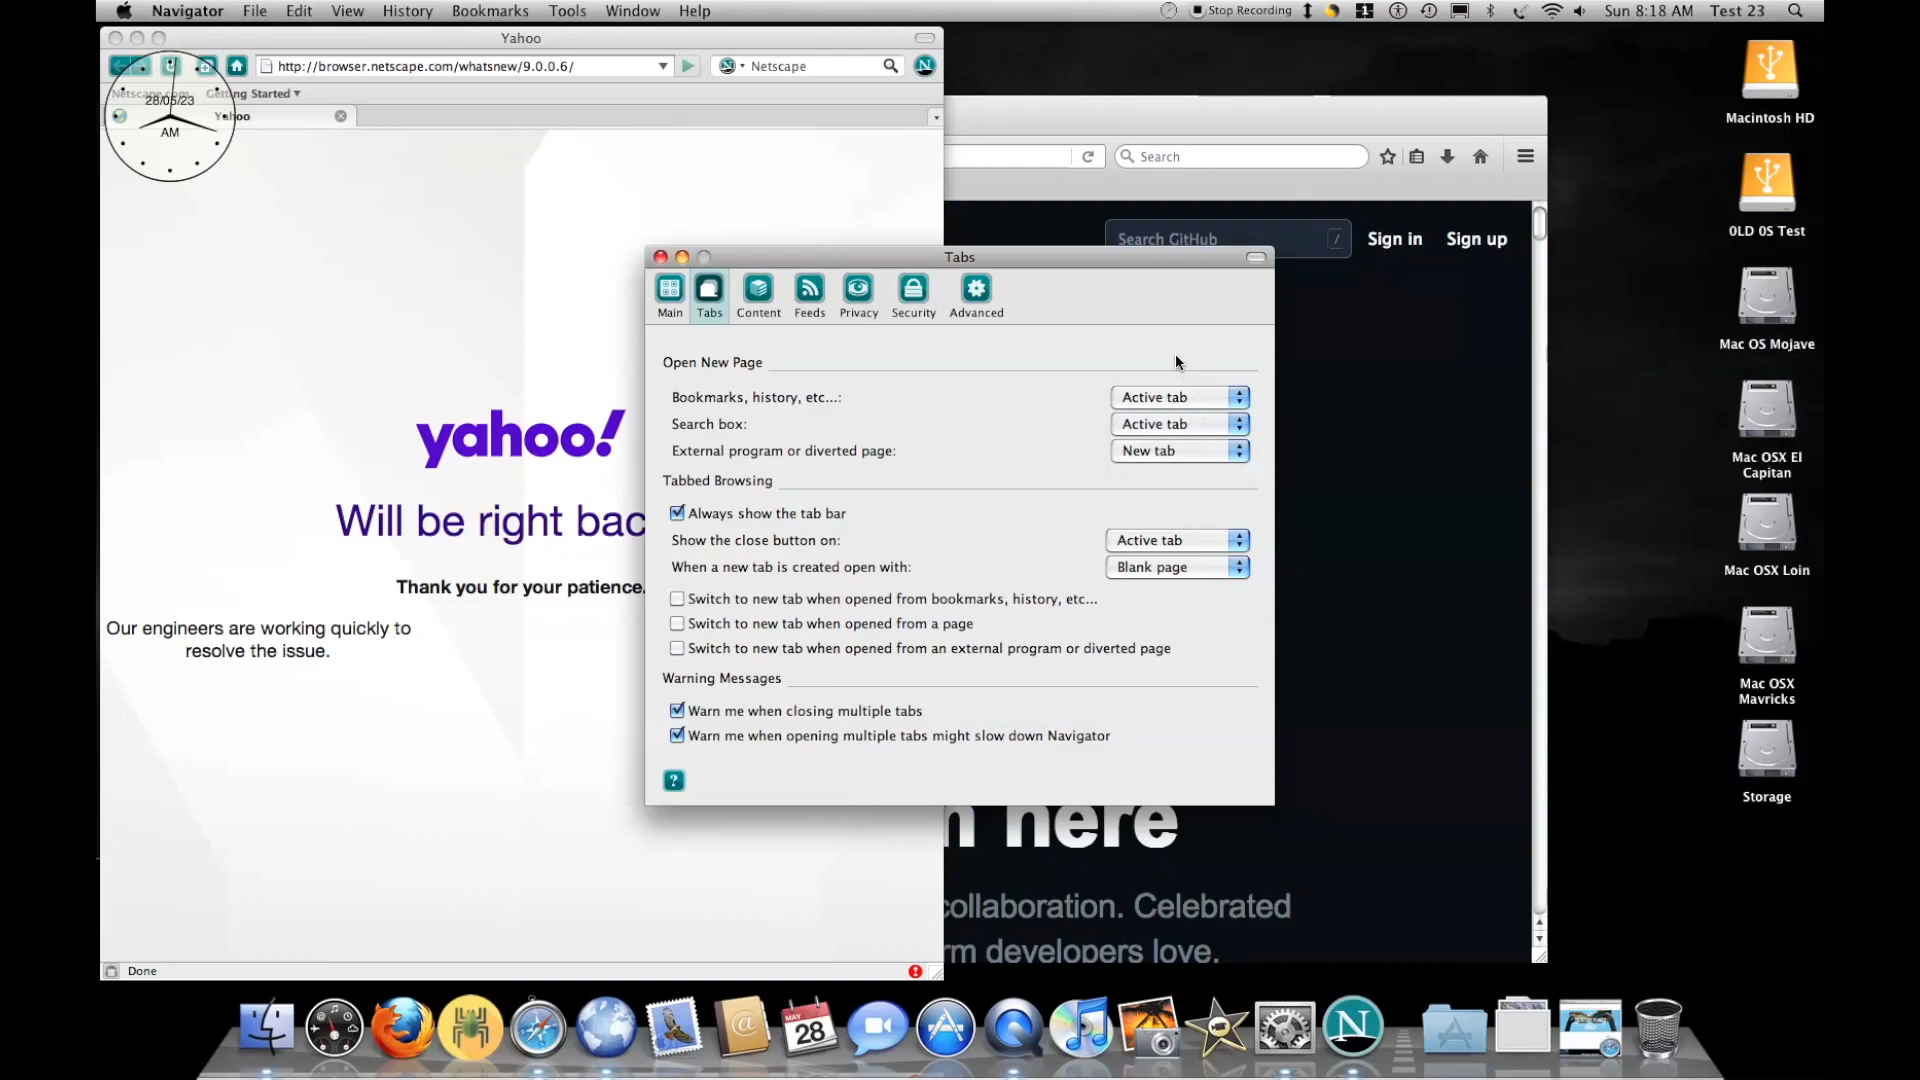 Navigator File Edit View History Bookmarks Tools Window Help
Stop Recording 1 Sun 8:18 AM Test 23
Yahoo
http://browser.netscape.com/whatsnew/9.0.0.6/ Netscape N
Netscape.com Getting Started
Yahoo
28/05/23
AM
yahoo!
Will be right bac
Thank you for your patience.
Our engineers are working quickly to
resolve the issue.
Done
Search
Search GitHub / Sign in Sign up
Tabs
Main Tabs Content Feeds Privacy Security Advanced
Open New Page
Bookmarks, history, etc...: Active tab
Search box: Active tab
External program or diverted page: New tab
Tabbed Browsing
Always show the tab bar
Show the close button on: Active tab
When a new tab is created open with: Blank page
Switch to new tab when opened from bookmarks, history, etc...
Switch to new tab when opened from a page
Switch to new tab when opened from an external program or diverted page
Warning Messages
Warn me when closing multiple tabs
Warn me when opening multiple tabs might slow down Navigator
?
n here
collaboration. Celebrated
rm developers love.
Macintosh HD
0LD 0S Test
Mac OS Mojave
Mac OSX El
Capitan
Mac OSX Loin
Mac OSX
Mavricks
Storage
MAY
28
@
N